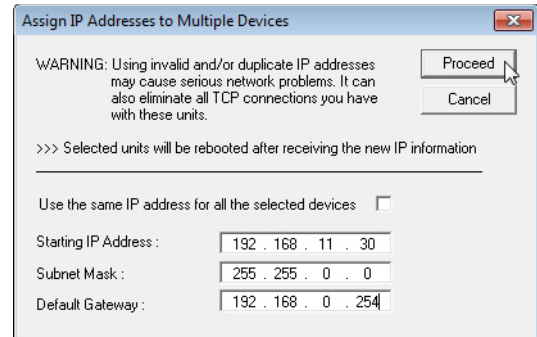 Assign IP Addresses to Multiple Devices
WARNING: Using invalid and/or duplicate IP addresses
may cause serious network problems. It can
also eliminate all TCP connections you have
with these units.
Proceed
Cancel
>>> Selected units will be rebooted after receiving the new IP information
Use the same IP address for all the selected devices
Starting IP Address : 192 . 168 . 11 . 30
Subnet Mask : 255 . 255 . 0 . 0
Default Gateway : 192 . 168 . 0 . 254